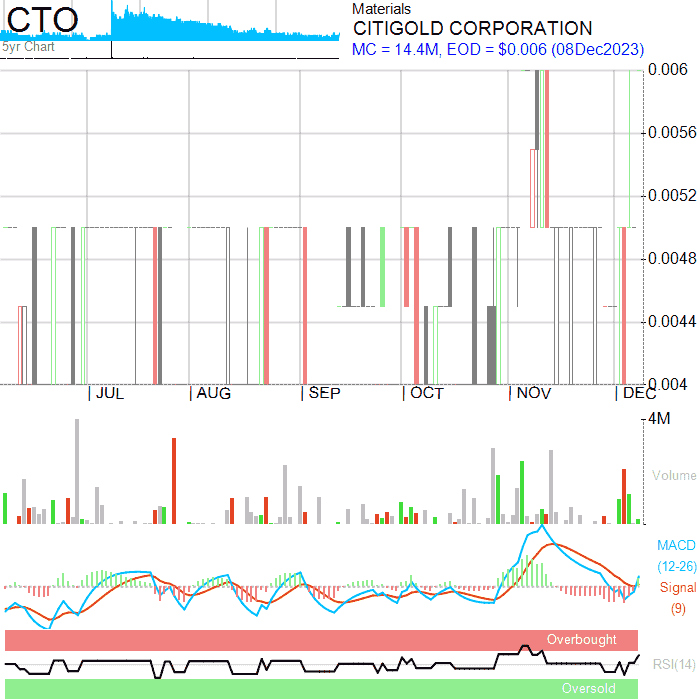 CTO
5yr Chart
Materials
CITIGOLD CORPORATION
MC = 14.4M, EOD = $0.006 (08Dec2023)
0.006
0.0056
0.0052
0.0048
0.0044
0.004
JUL AUG SEP OCT NOV DEC
4M
Volume
MACD
(12-26)
Signal
(9)
Overbought
RSI(14)
Oversold